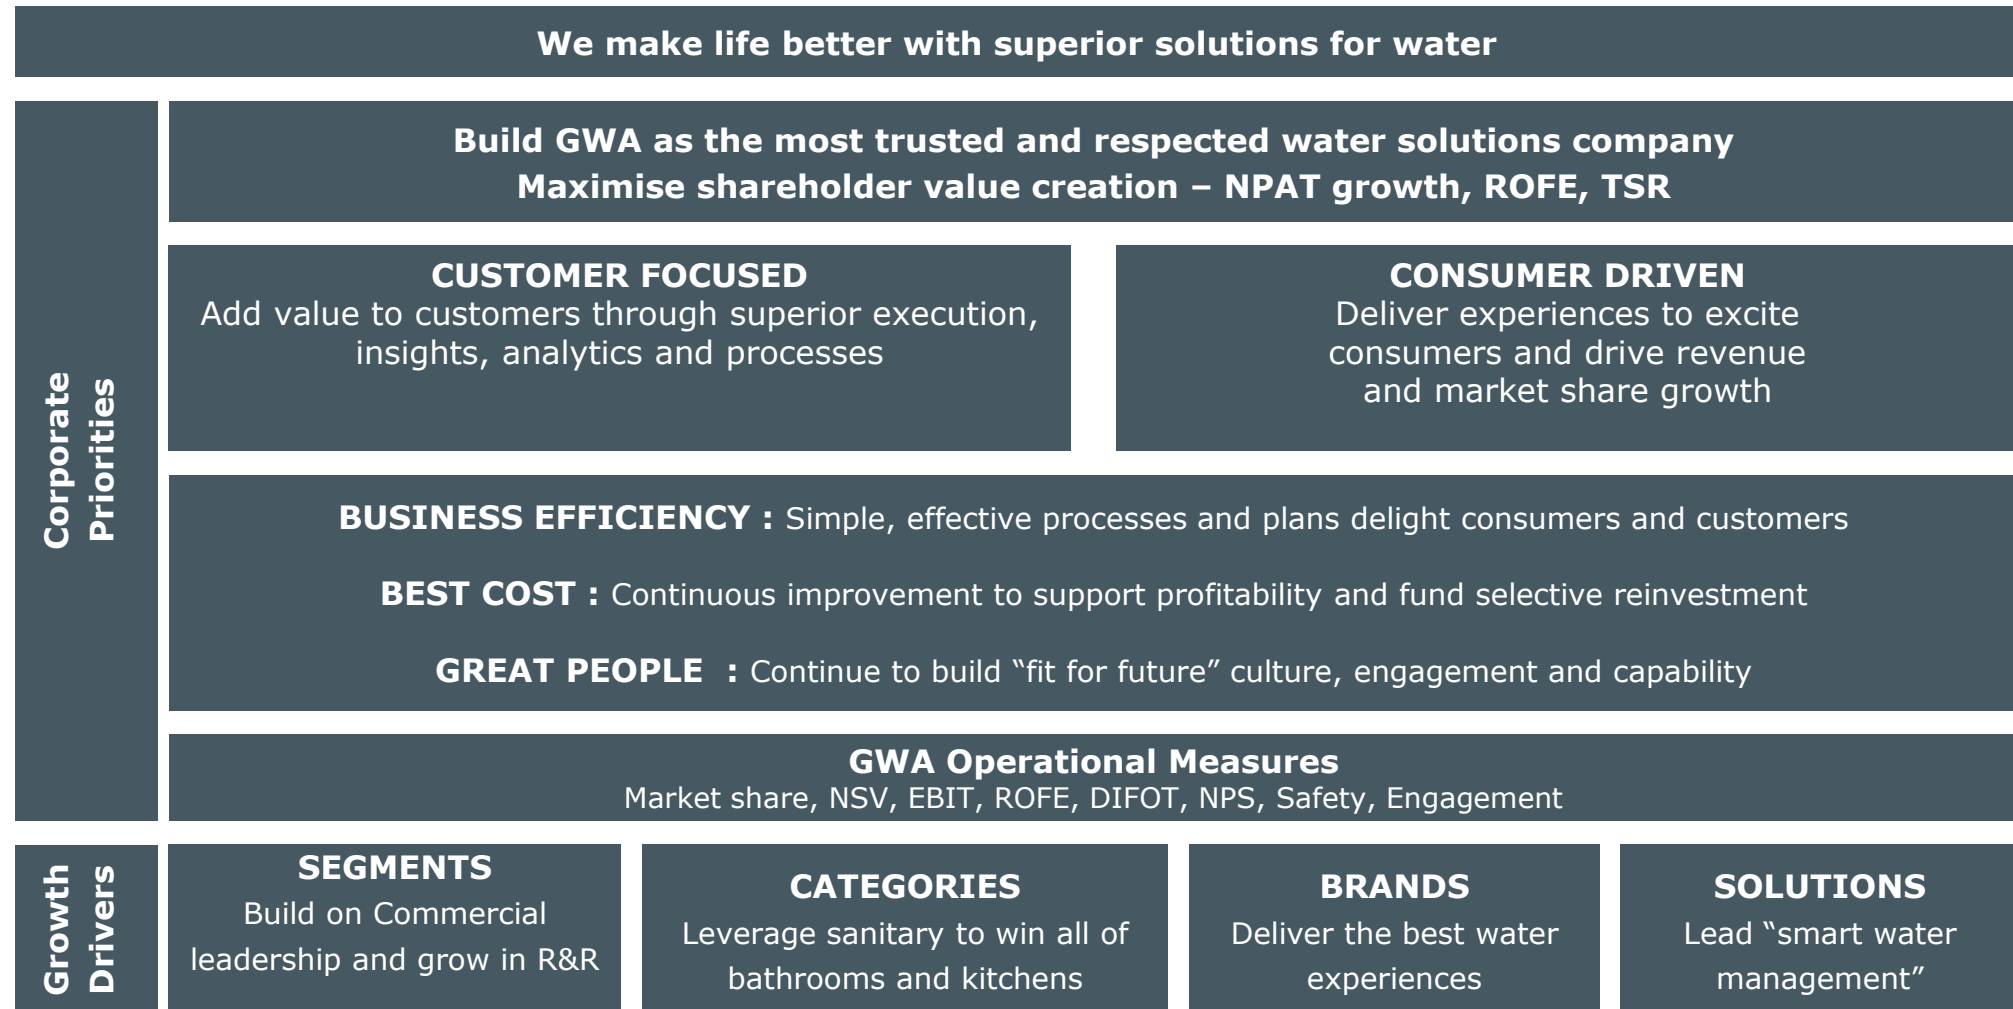 We make life better with superior solutions for water
Corporate
Priorities
Build GWA as the most trusted and respected water solutions company
Maximise shareholder value creation – NPAT growth, ROFE, TSR
CUSTOMER FOCUSED
Add value to customers through superior execution,
insights, analytics and processes
CONSUMER DRIVEN
Deliver experiences to excite
consumers and drive revenue
and market share growth
BUSINESS EFFICIENCY : Simple, effective processes and plans delight consumers and customers
BEST COST : Continuous improvement to support profitability and fund selective reinvestment
GREAT PEOPLE : Continue to build “fit for future” culture, engagement and capability
GWA Operational Measures
Market share, NSV, EBIT, ROFE, DIFOT, NPS, Safety, Engagement
Growth
Drivers
SEGMENTS
Build on Commercial
leadership and grow in R&R
CATEGORIES
Leverage sanitary to win all of
bathrooms and kitchens
BRANDS
Deliver the best water
experiences
SOLUTIONS
Lead “smart water
management”